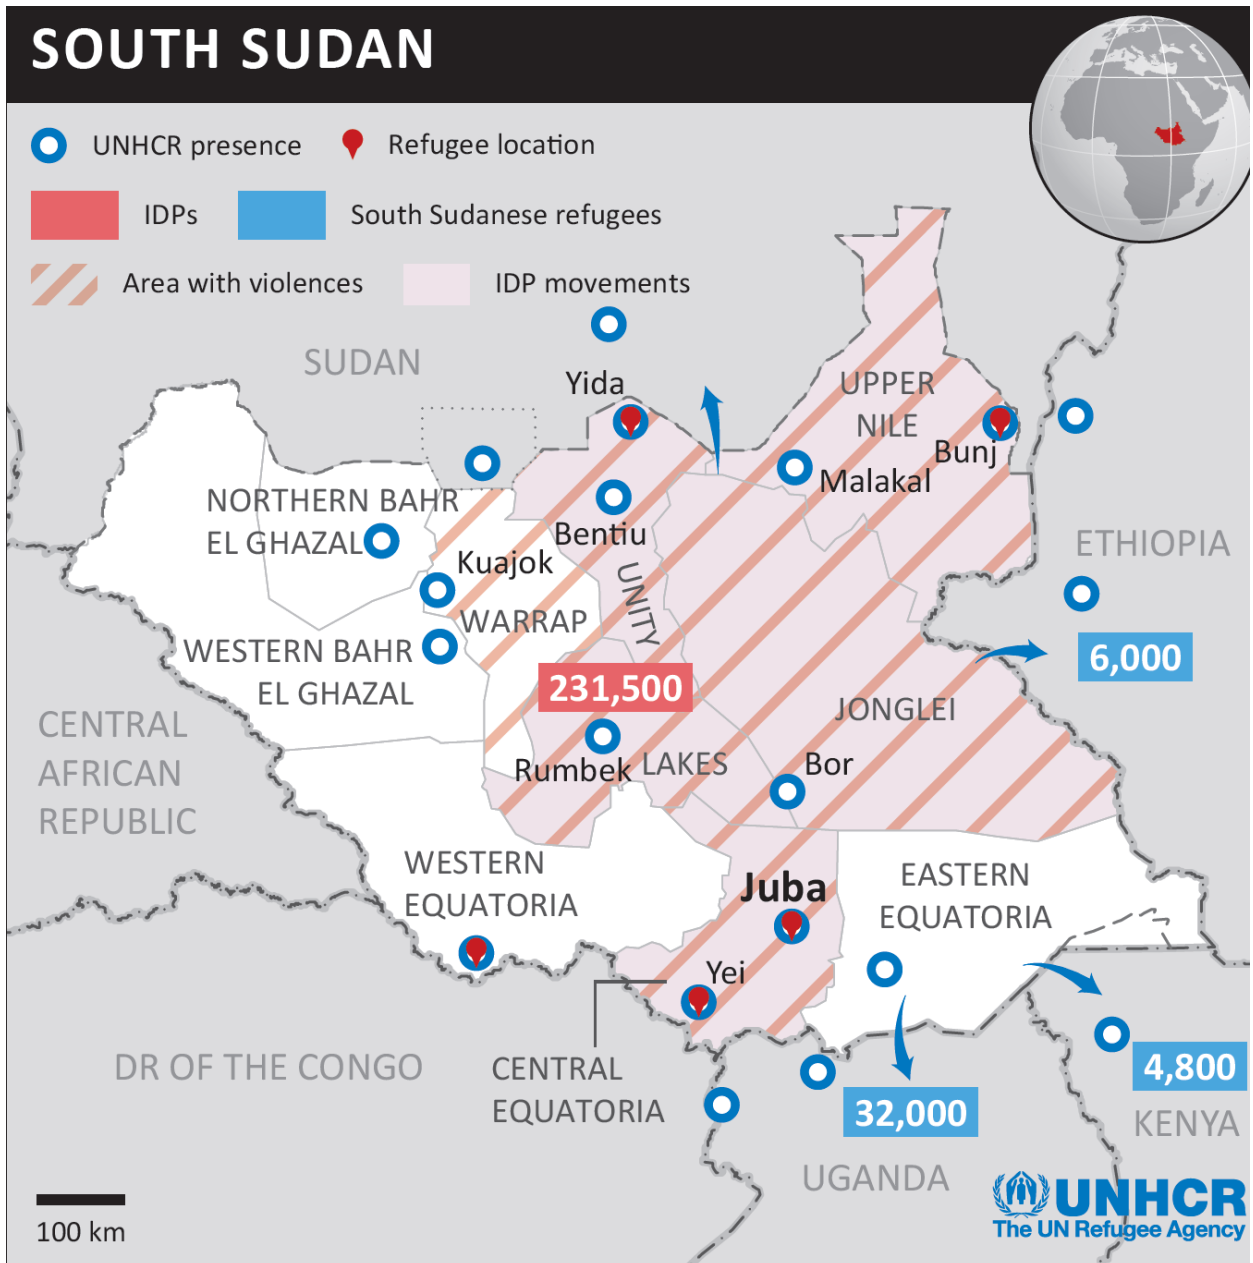 SOUTH SUDAN
UNHCR presence
Refugee location
IDPs
South Sudanese refugees
Area with violences
IDP movements
SUDAN
Yida
UPPER
NILE
Bunj
Malakal
NORTHERN BAHR
EL GHAZAL
Bentiu
ETHIOPIA
Kuajok
UNITY
WARRAP
WESTERN BAHR
EL GHAZAL
6,000
231,500
CENTRAL
AFRICAN
REPUBLIC
JONGLEI
Rumbek
LAKES
Bor
WESTERN
EQUATORIA
Juba
EASTERN
EQUATORIA
Yei
DR OF THE CONGO
CENTRAL
EQUATORIA
4,800
32,000
KENYA
UGANDA
UNHCR
The UN Refugee Agency
100 km